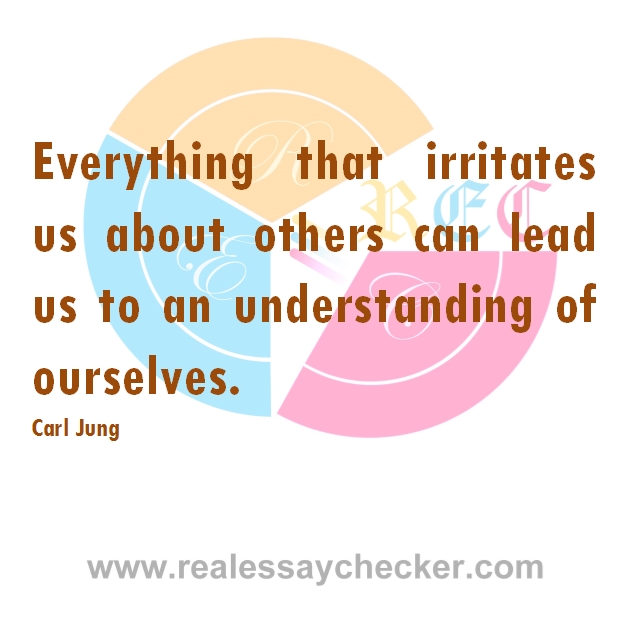 Everything that irritates
us about others can lead
us to an understanding of
ourselves.
Carl Jung
R
E
C
REC
www.realessaychecker.com